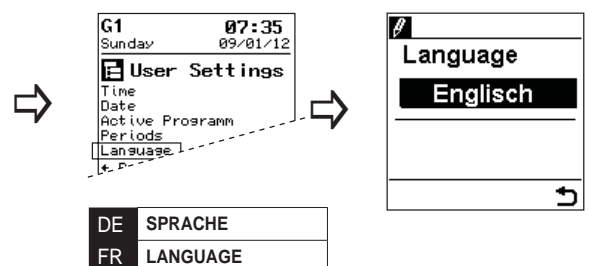 G1 07:35
Sunday 09/01/12
User Settings
Time
Date
Active Programm
Periods
Language
Language
Englisch
DE SPRACHE
FR LANGUAGE